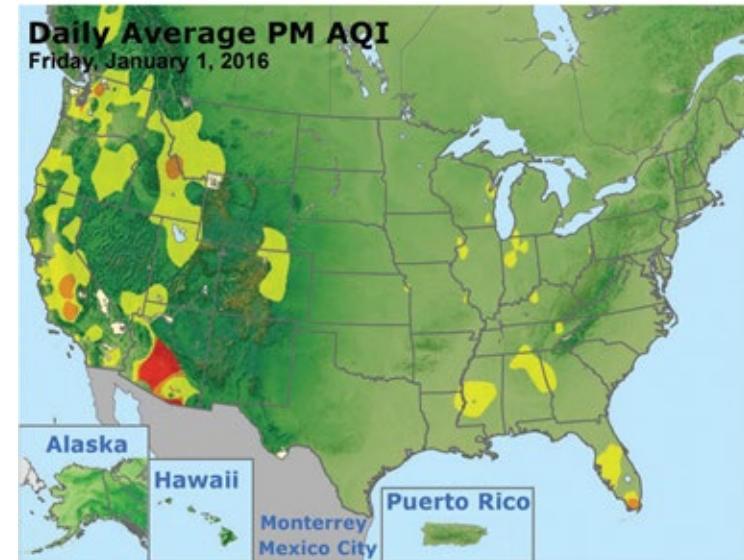 Daily Average PM AQI
Friday, January 1, 2016
Alaska
Hawaii
Monterrey
Mexico City
Puerto Rico